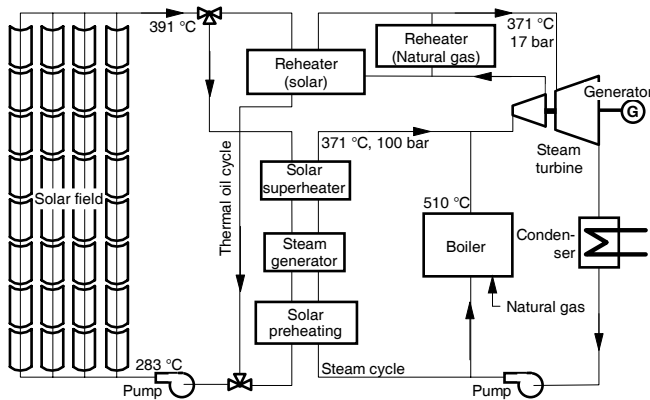 391 °C
371 °C
17 bar
Reheater
(solar)
Reheater
(Natural gas)
Generator
G
Steam
turbine
371 °C, 100 bar
Solar
superheater
Thermal oil cycle
Solar field
510 °C
Steam
generator
Boiler
Conden-
ser
Natural gas
Solar
preheating
283 °C
Steam cycle
Pump
Pump